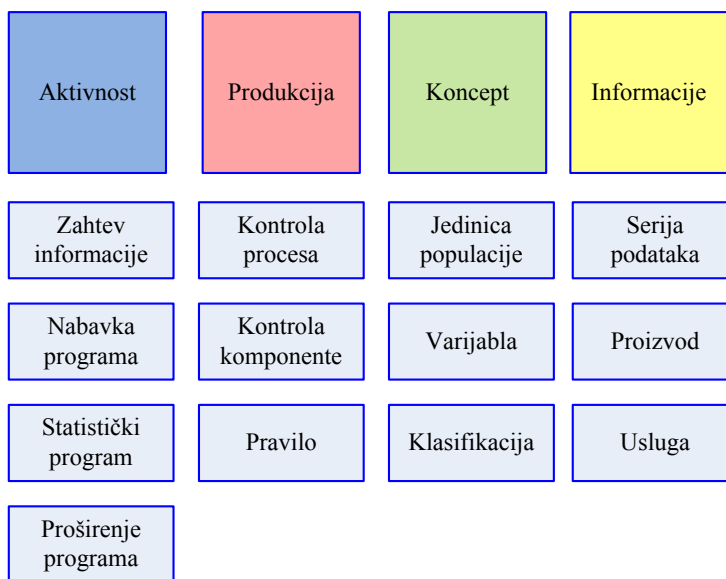 Aktivnost
Produkcija
Koncept
Informacije
Zahtev
informacije
Kontrola
procesa
Jedinica
populacije
Serija
podataka
Nabavka
programa
Kontrola
komponente
Varijabla
Proizvod
Statistički
program
Pravilo
Klasifikacija
Usluga
Proširenje
programa